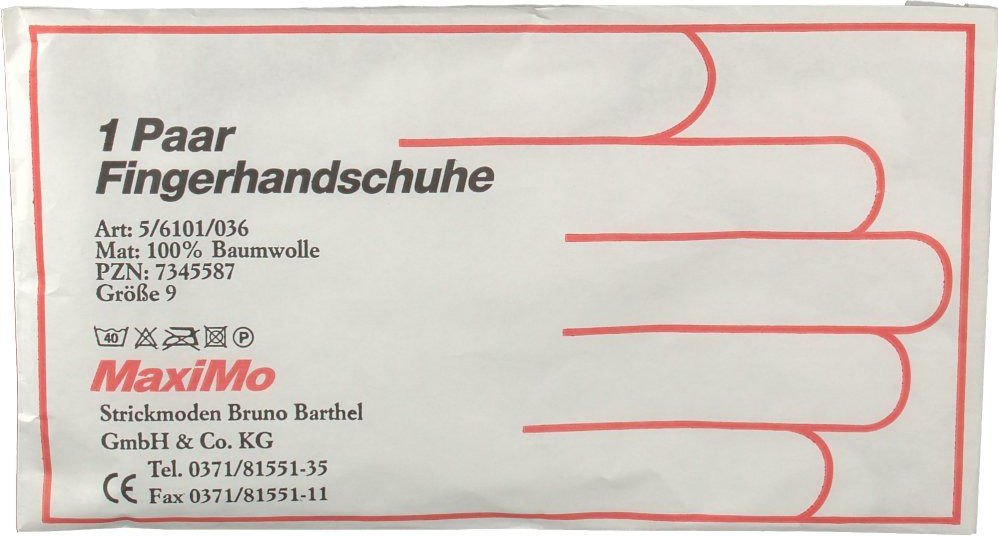 1 Paar
Fingerhandschuhe
Art: 5/6101/036
Mat: 100% Baumwolle
PZN: 7345587
Größe 9
40 P
MaxiMo
Strickmoden Bruno Barthel
GmbH & Co. KG
Tel. 0371/81551-35
CE Fax 0371/81551-11